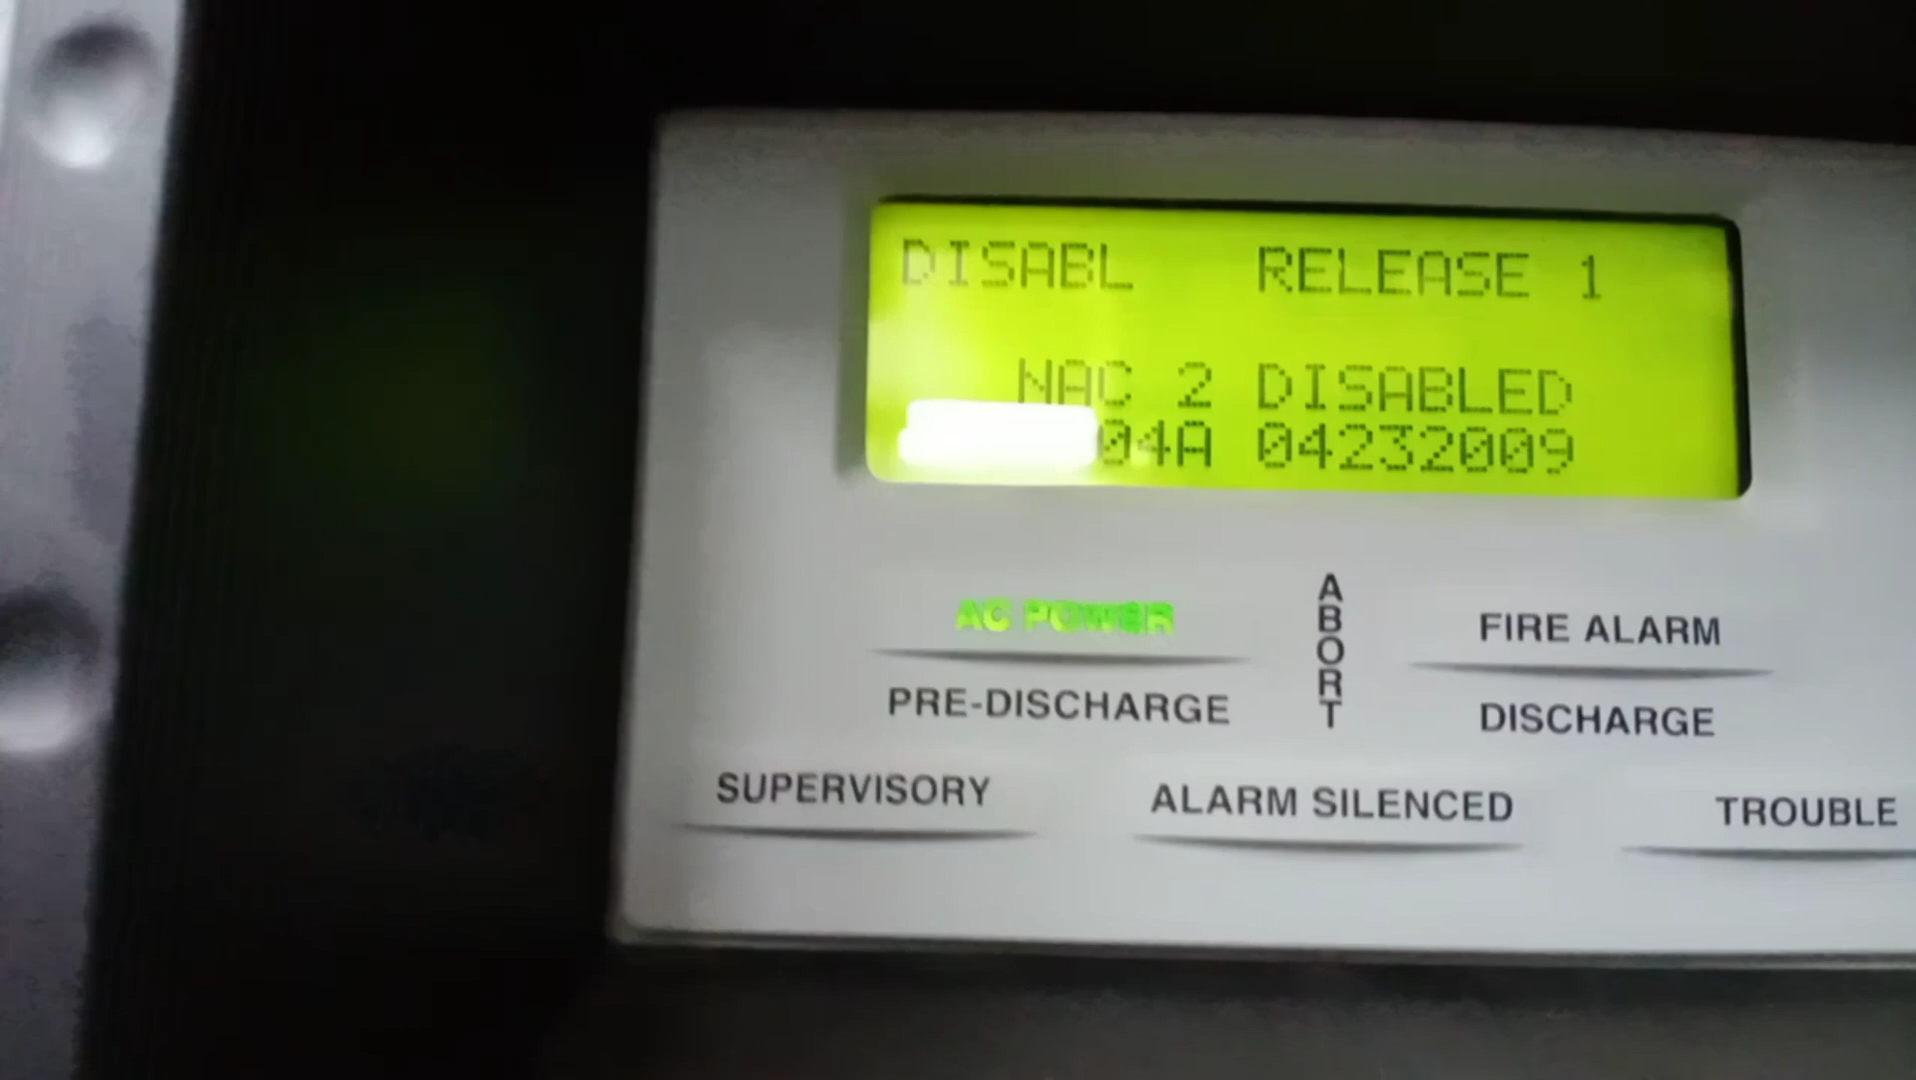 DISABL RELEASE 1
NAC 2 DISABLED
04A 04232009
AC POWER
PRE-DISCHARGE
ABORT
FIRE ALARM
DISCHARGE
SUPERVISORY
ALARM SILENCED
TROUBLE